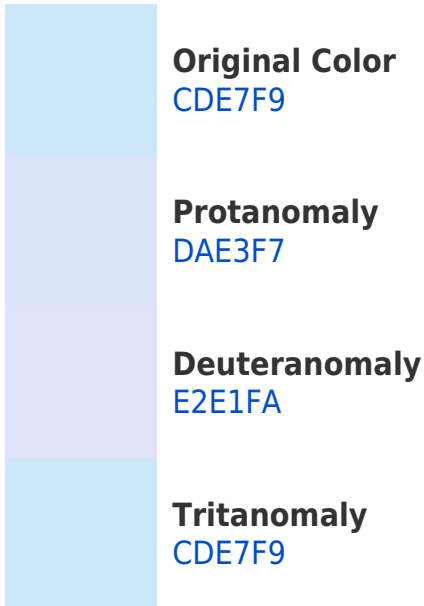 Original Color
CDE7F9
Protanomaly
DAE3F7
Deuteranomaly
E2E1FA
Tritanomaly
CDE7F9